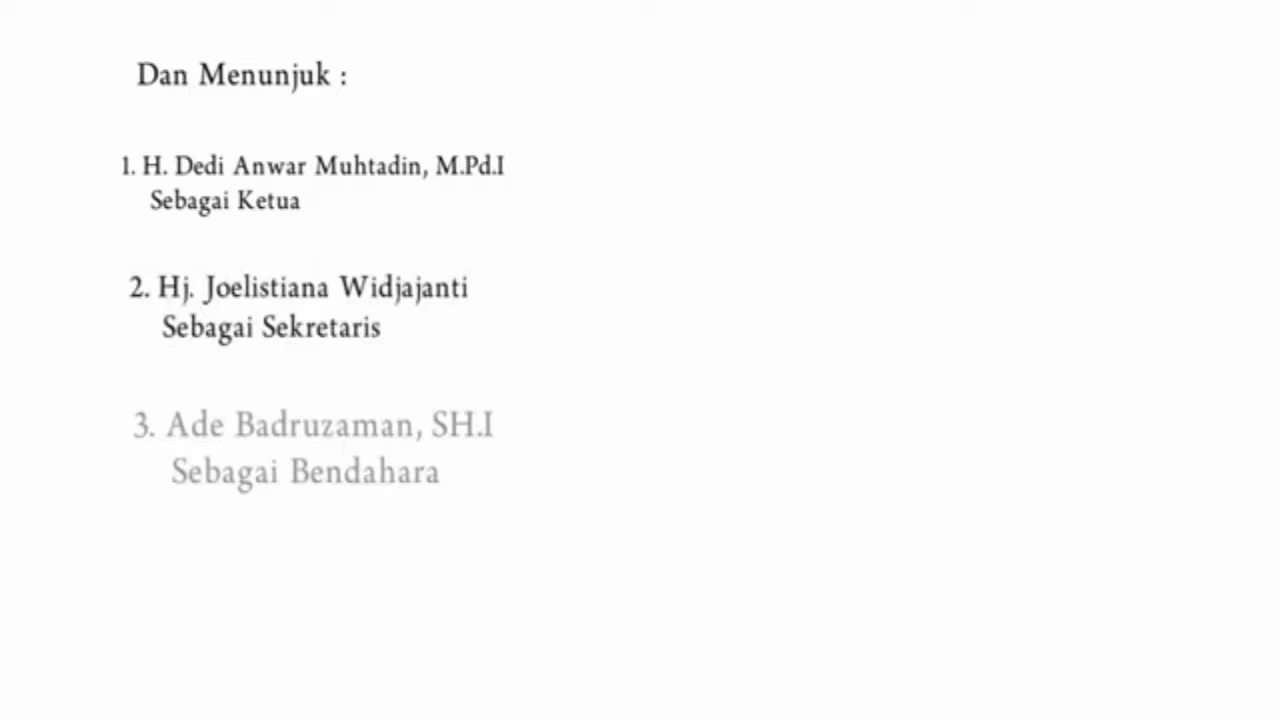 Dan Menunjuk :
1. H. Dedi Anwar Muhtadin, M.Pd.I
Sebagai Ketua
2. Hj. Joelistiana Widjajanti
Sebagai Sekretaris
3. Ade Badruzaman, SH.I
Sebagai Bendahara